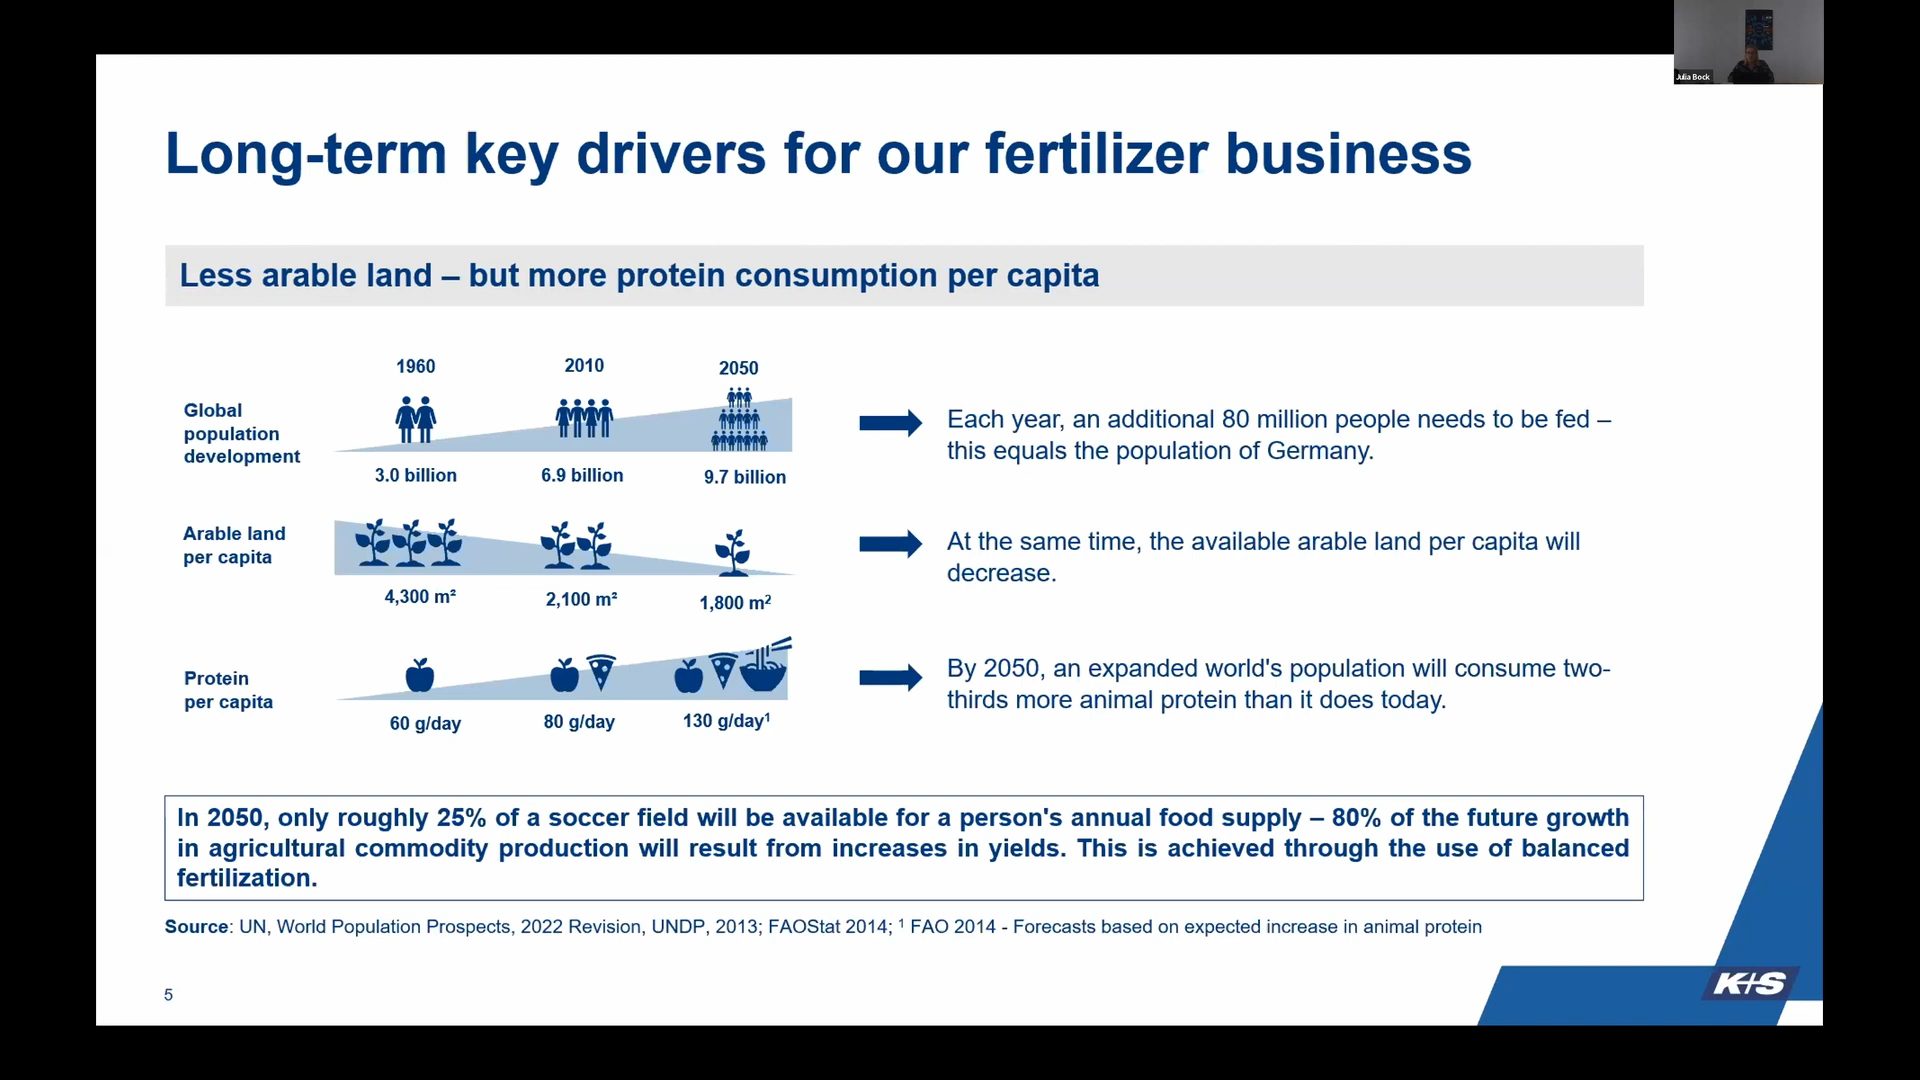 Julia Bock
Long-term key drivers for our fertilizer business
Less arable land – but more protein consumption per capita
1960
2010
2050
Global
population
development
3.0 billion
6.9 billion
9.7 billion
Each year, an additional 80 million people needs to be fed –
this equals the population of Germany.
Arable land
per capita
4,300 m²
2,100 m²
1,800 m²
At the same time, the available arable land per capita will
decrease.
Protein
per capita
60 g/day
80 g/day
130 g/day¹
By 2050, an expanded world's population will consume two-
thirds more animal protein than it does today.
In 2050, only roughly 25% of a soccer field will be available for a person's annual food supply – 80% of the future growth
in agricultural commodity production will result from increases in yields. This is achieved through the use of balanced
fertilization.
Source: UN, World Population Prospects, 2022 Revision, UNDP, 2013; FAOStat 2014; ¹ FAO 2014 - Forecasts based on expected increase in animal protein
5
K+S